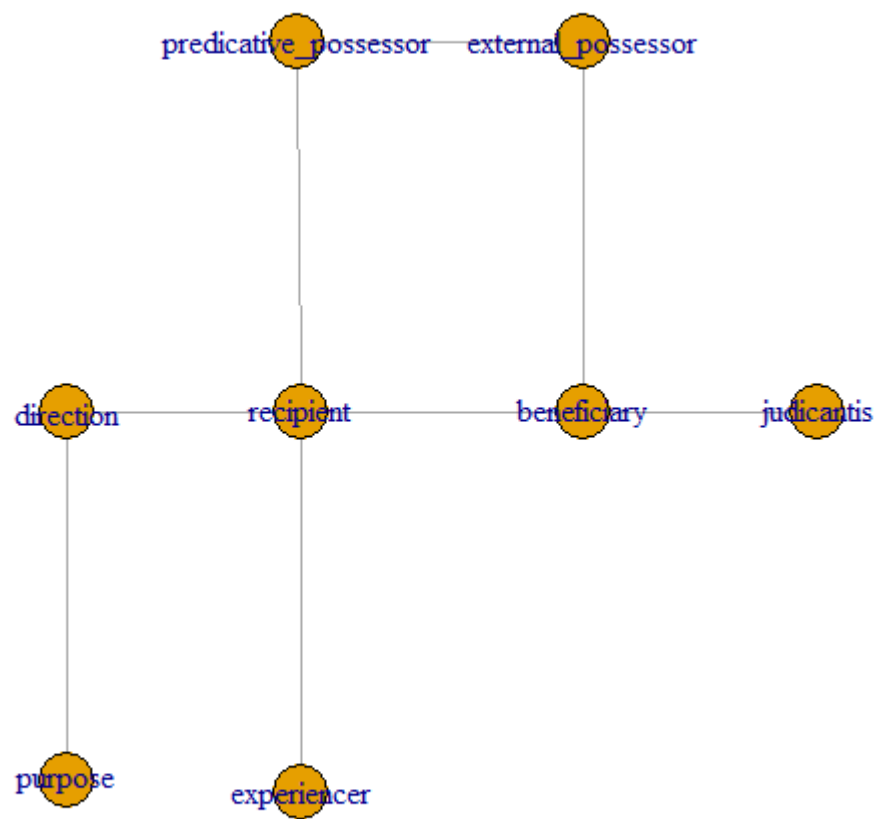 predicative_possessor
external_possessor
direction
recipient
beneficiary
judicantis
purpose
experiencer